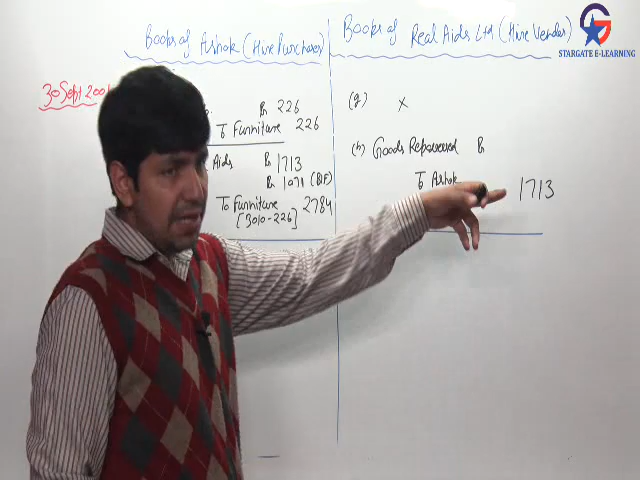 Books of Ashok (Hire Purchaser)
Books of Real Aids Ltd (Hire Vendor)
STARGATE E-LEARNING
30 Sept 200
Dr 226
To Furniture 226
Aids Dr 1713
Dr 1071 (B/F)
To Furniture 2784
[3010-226]
(g) x
(h) Goods Repossessed Dr
To Ashok 1713